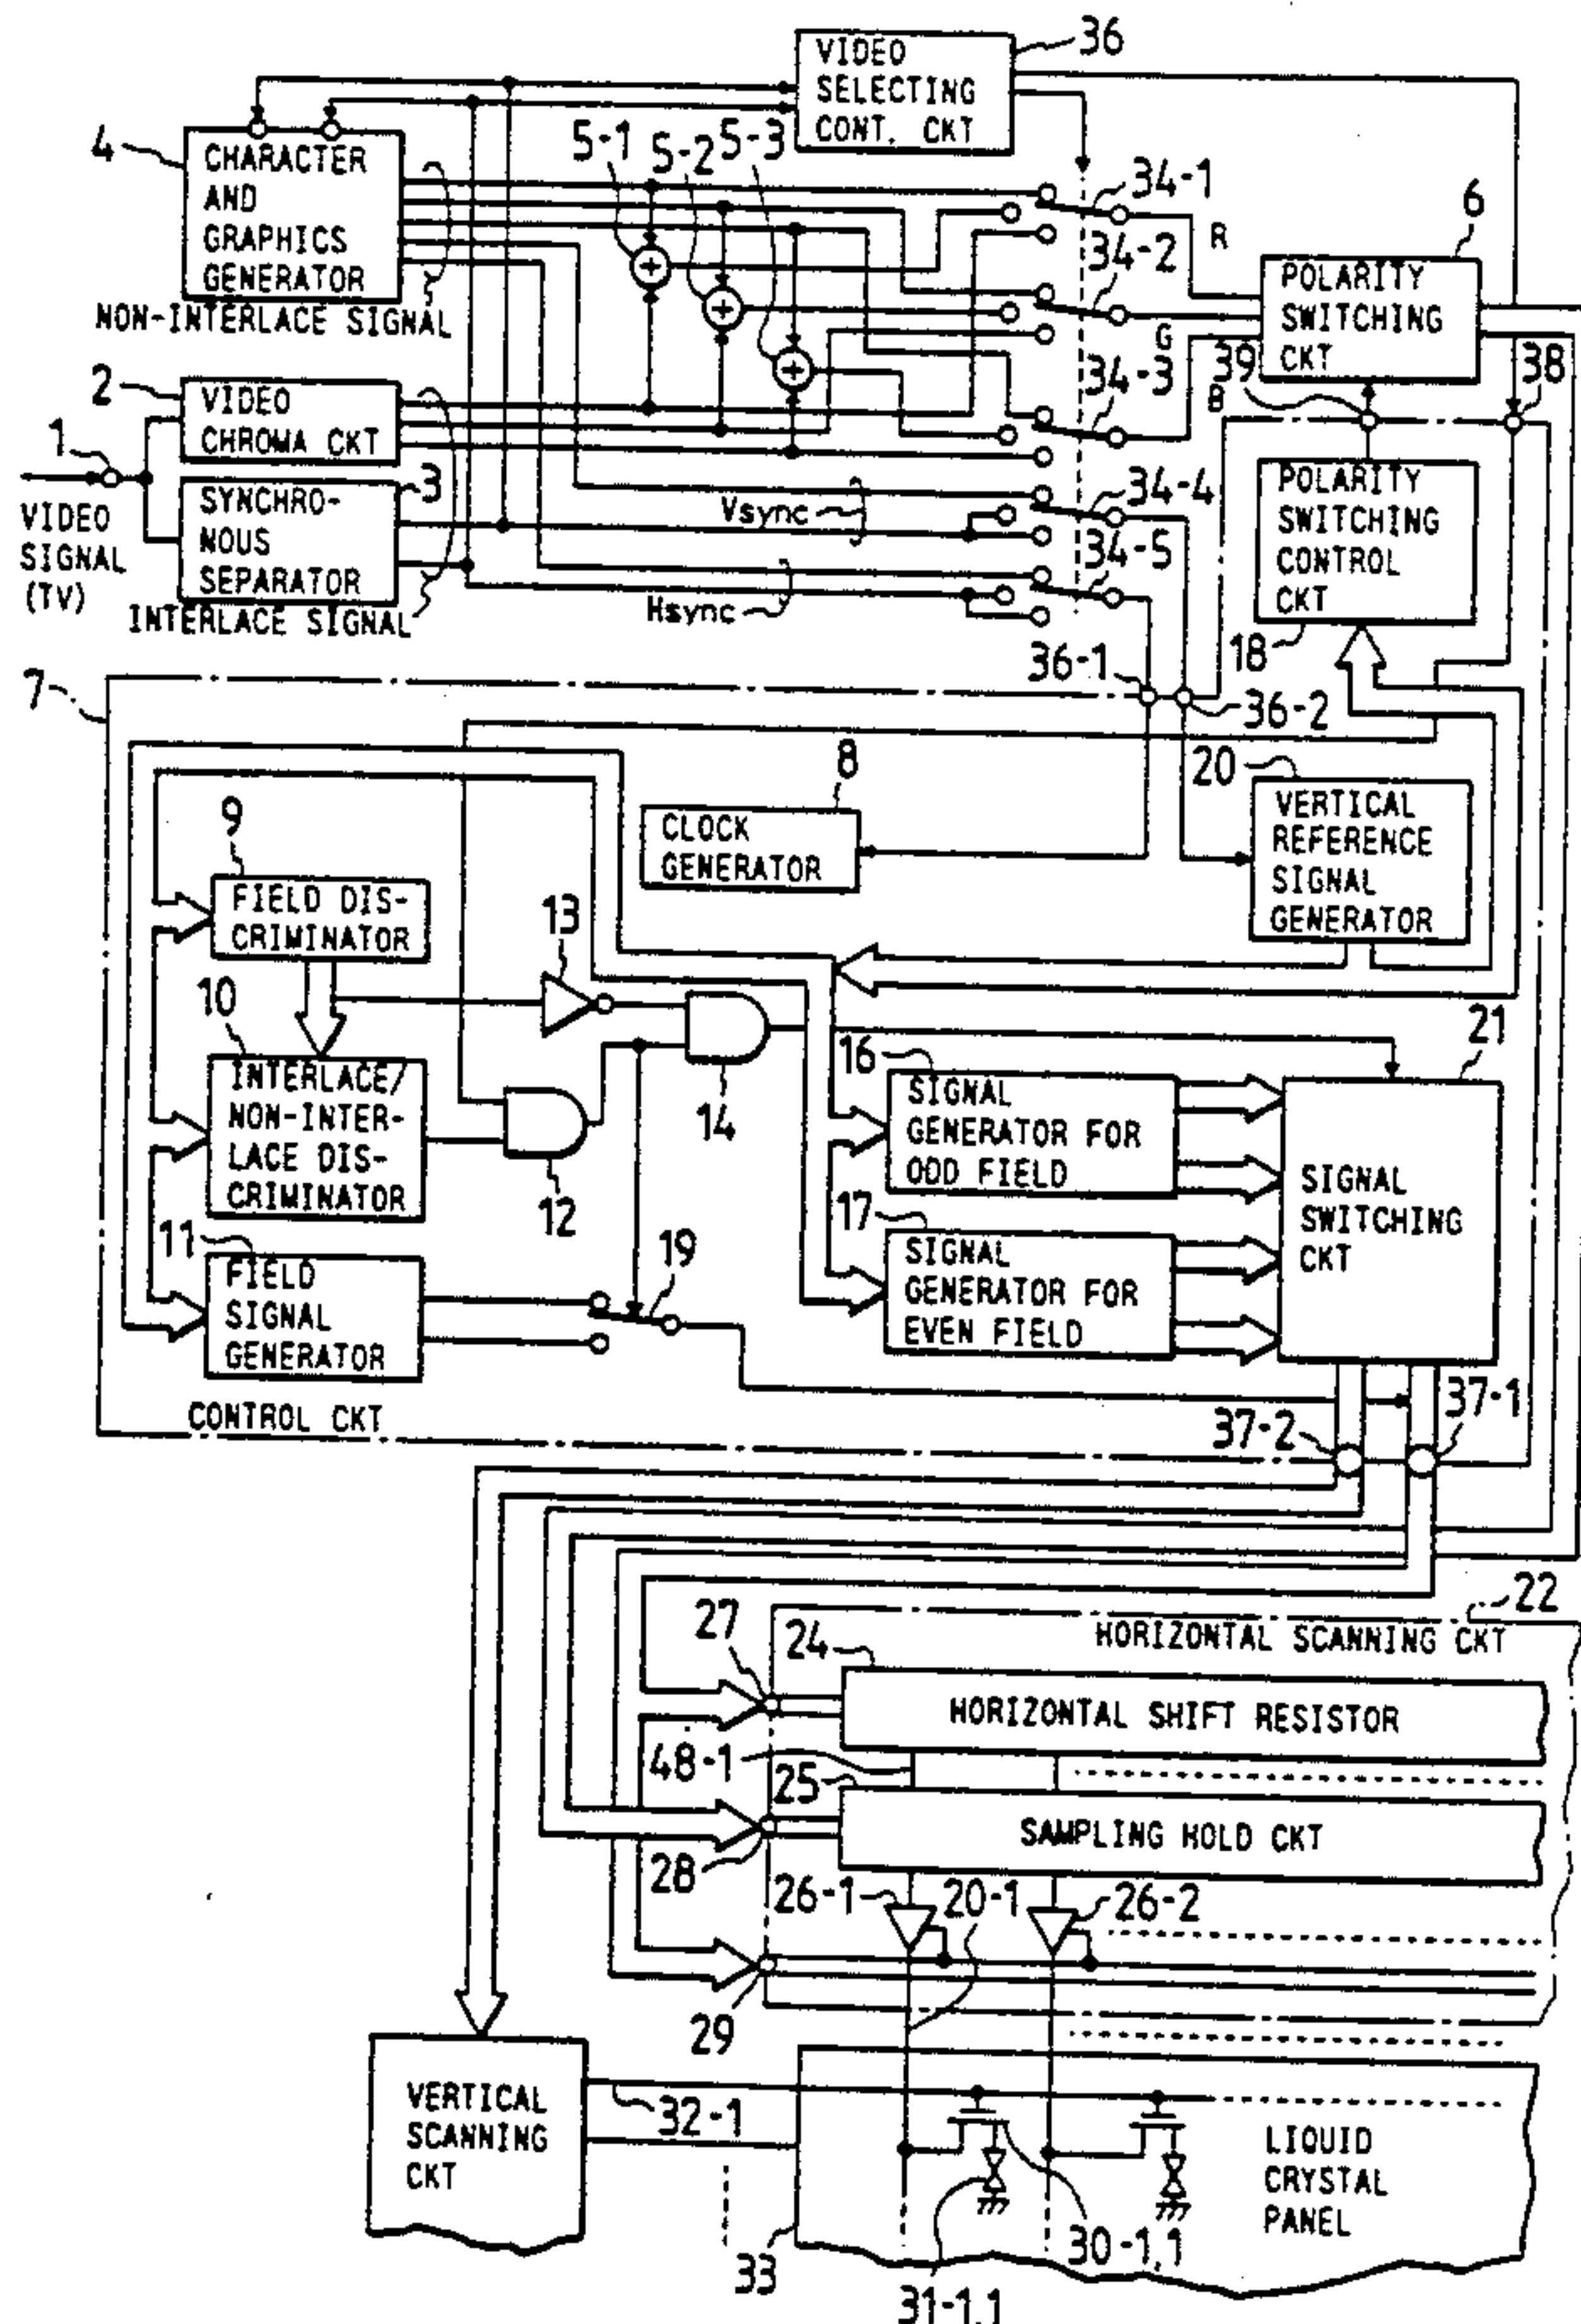 36
VIDEO
SELECTING
CONT. CKT
4
CHARACTER
AND
GRAPHICS
GENERATOR
NON-INTERLACE SIGNAL
5-1
5-2
5-3
34-1
R
34-2
G
34-3
B
6
POLARITY
SWITCHING
CKT
39
38
2
VIDEO
CHROMA CKT
1
VIDEO
SIGNAL
(TV)
3
SYNCHRO-
NOUS
SEPARATOR
INTERLACE SIGNAL
Vsync
34-4
Hsync
34-5
POLARITY
SWITCHING
CONTROL
CKT
18
36-1
36-2
7
8
CLOCK
GENERATOR
20
VERTICAL
REFERENCE
SIGNAL
GENERATOR
9
FIELD DIS-
CRIMINATOR
13
10
INTERLACE/
NON-INTER-
LACE DIS-
CRIMINATOR
12
14
16
SIGNAL
GENERATOR FOR
ODD FIELD
21
SIGNAL
SWITCHING
CKT
11
FIELD
SIGNAL
GENERATOR
19
17
SIGNAL
GENERATOR FOR
EVEN FIELD
CONTROL CKT
37-2
37-1
22
HORIZONTAL SCANNING CKT
27
24
HORIZONTAL SHIFT RESISTOR
48-1
25
SAMPLING HOLD CKT
28
26-1
20-1
26-2
29
VERTICAL
SCANNING
CKT
32-1
LIQUID
CRYSTAL
PANEL
33
31-1,1
30-1,1